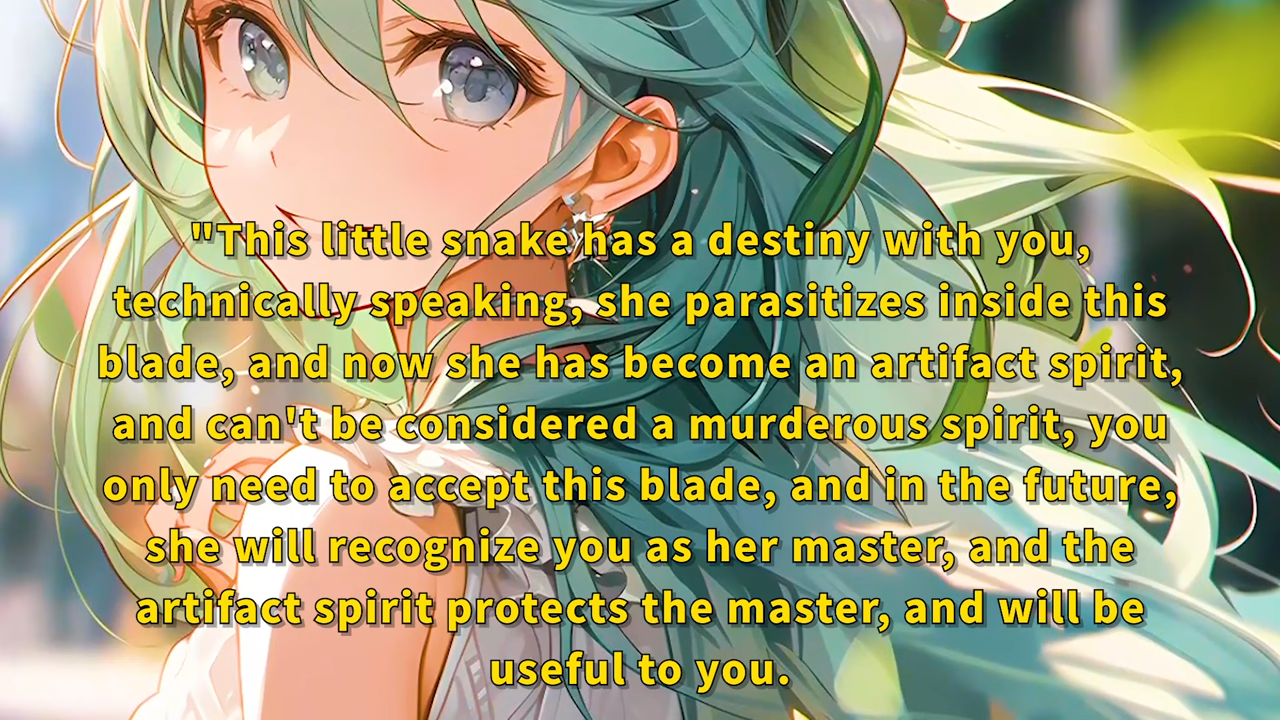 "This little snake has a destiny with you,
technically speaking, she parasitizes inside this
blade, and now she has become an artifact spirit,
and can't be considered a murderous spirit, you
only need to accept this blade, and in the future,
she will recognize you as her master, and the
artifact spirit protects the master, and will be
useful to you.